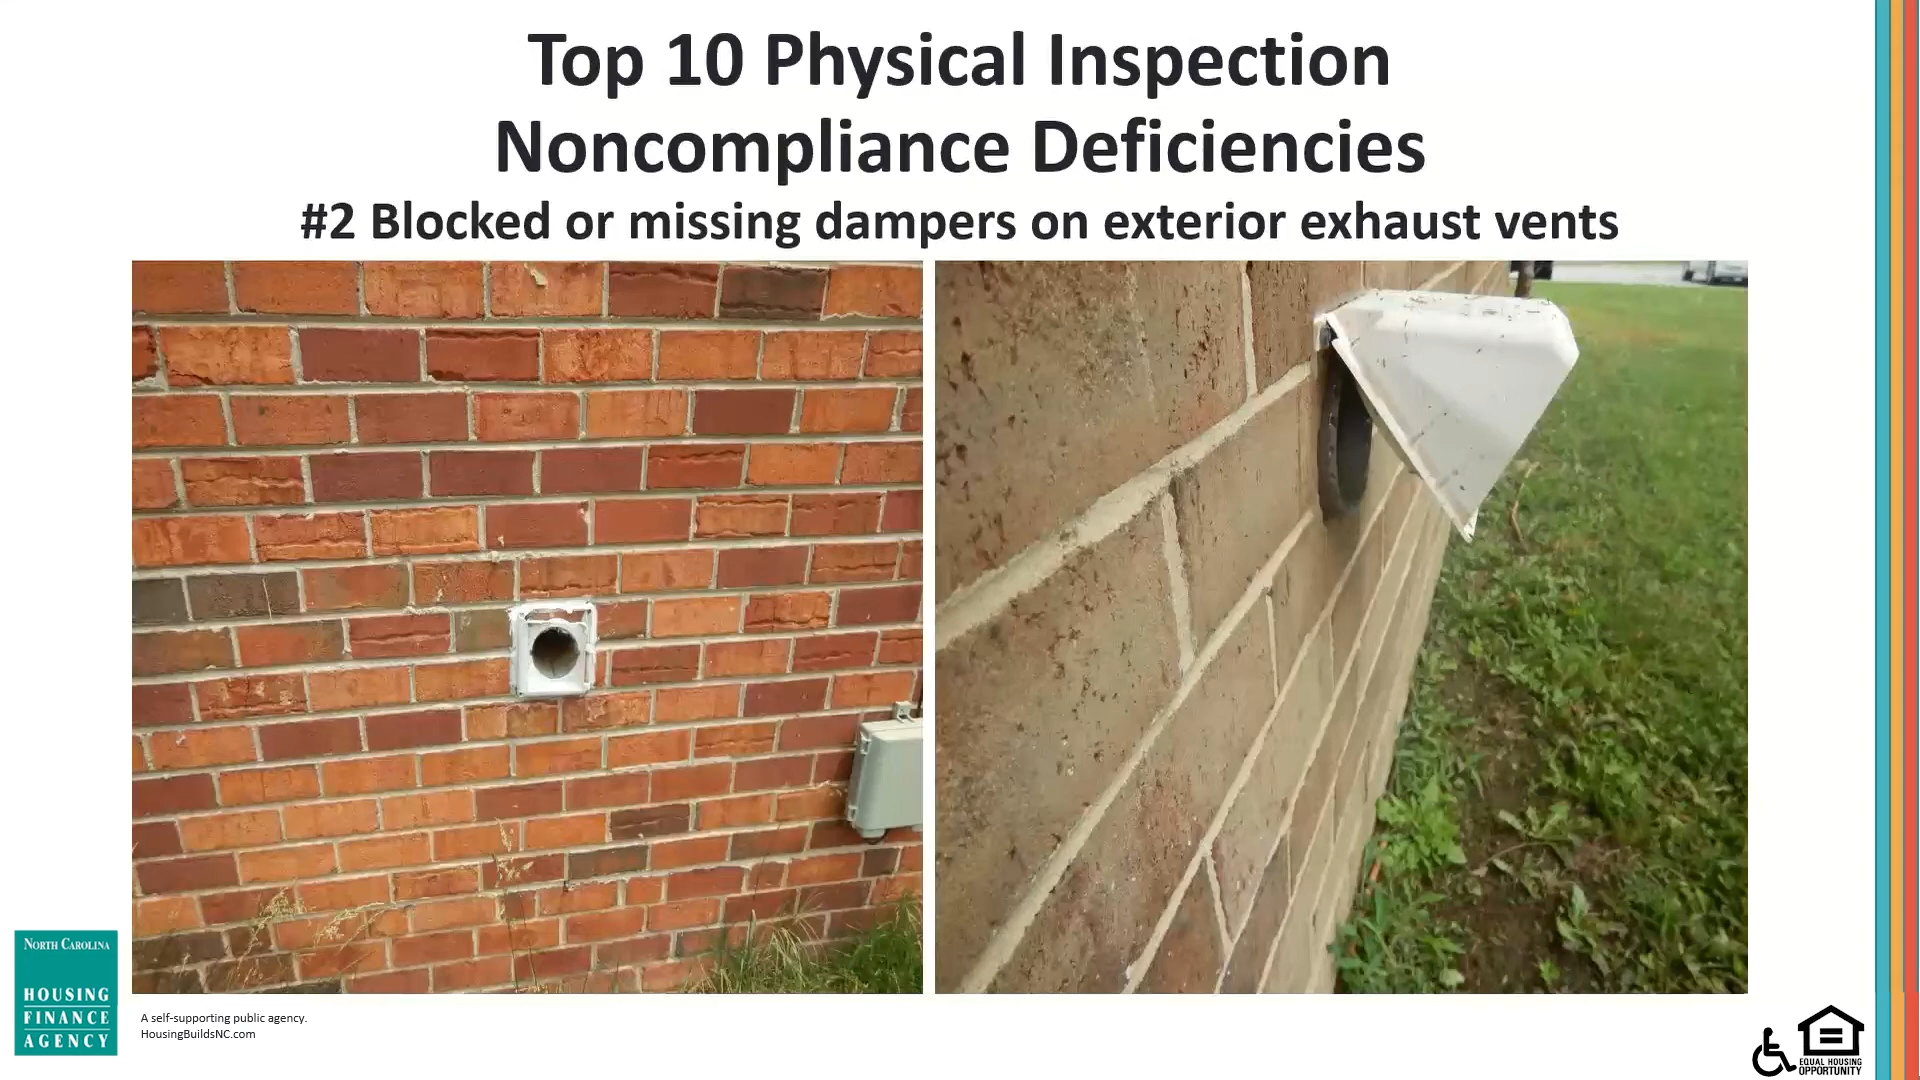 Top 10 Physical Inspection
Noncompliance Deficiencies
#2 Blocked or missing dampers on exterior exhaust vents
NORTH CAROLINA
HOUSING
FINANCE
AGENCY
A self-supporting public agency.
HousingBuildsNC.com
EQUAL HOUSING
OPPORTUNITY